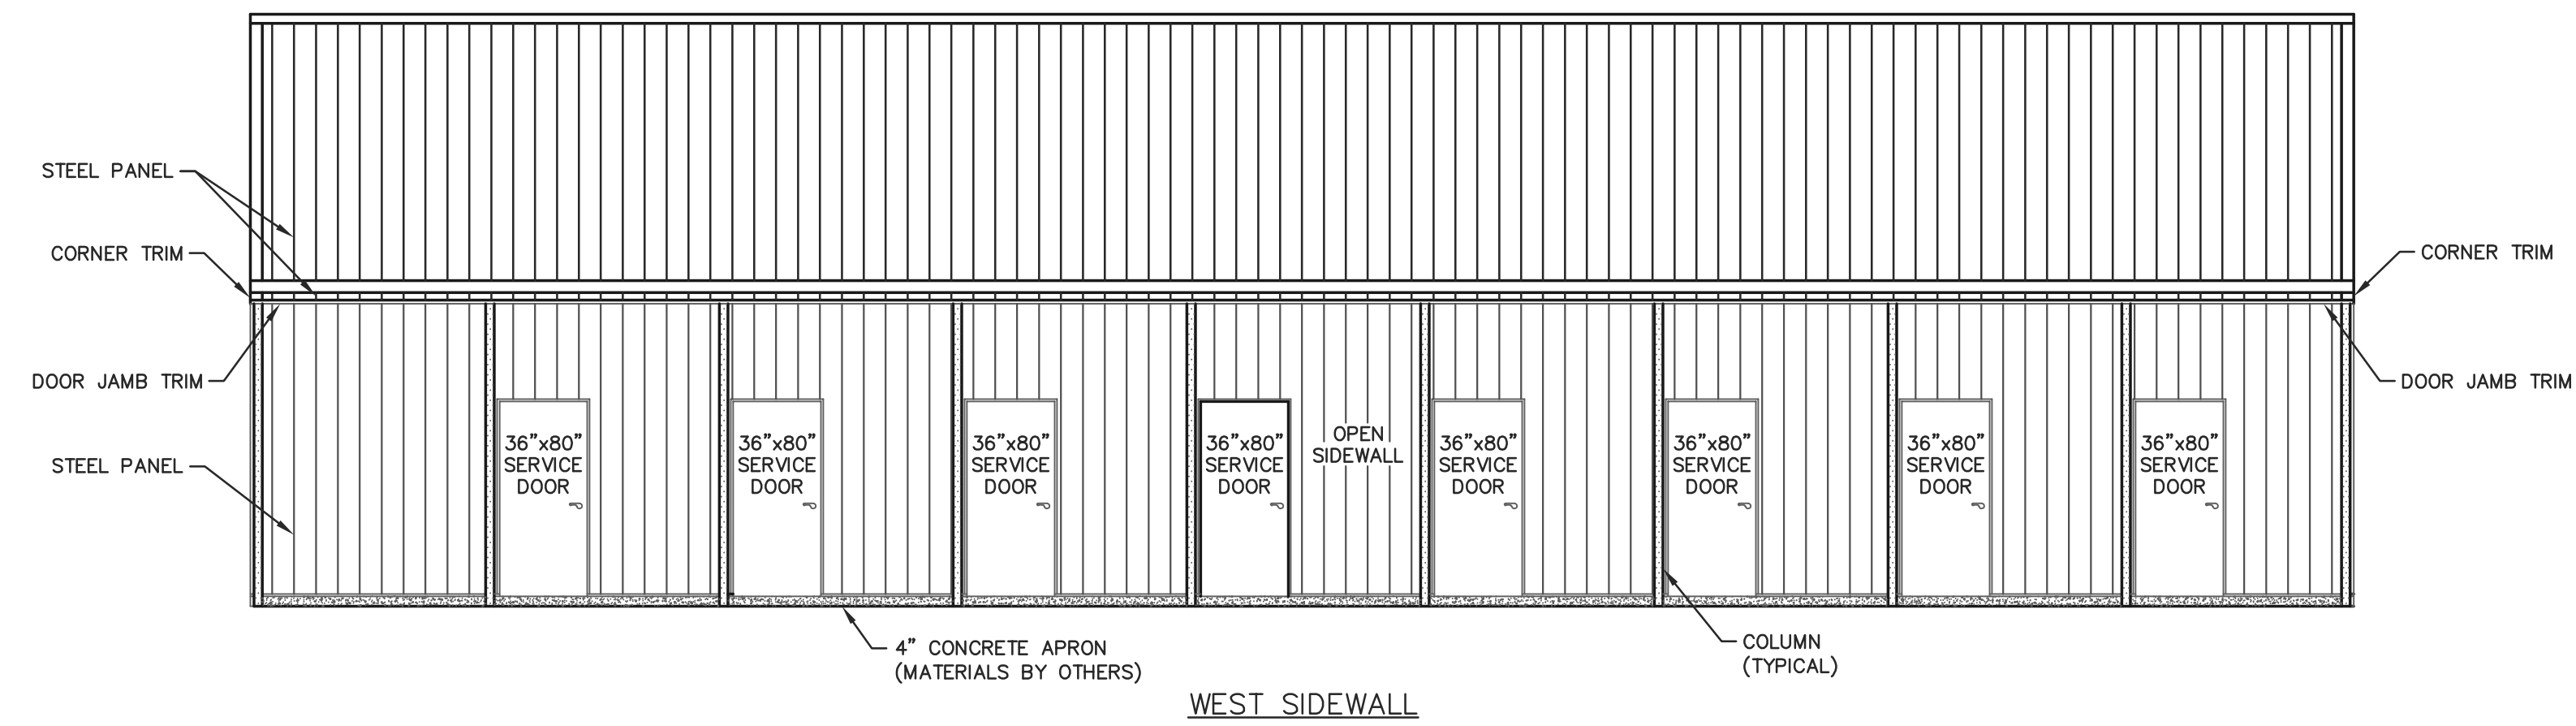 STEEL PANEL
CORNER TRIM
DOOR JAMB TRIM
STEEL PANEL
36”x80”
SERVICE
DOOR
36”x80”
SERVICE
DOOR
36”x80”
SERVICE
DOOR
36”x80”
SERVICE
DOOR
OPEN
SIDEWALL
36”x80”
SERVICE
DOOR
36”x80”
SERVICE
DOOR
36”x80”
SERVICE
DOOR
36”x80”
SERVICE
DOOR
CORNER TRIM
DOOR JAMB TRIM
4” CONCRETE APRON
(MATERIALS BY OTHERS)
COLUMN
(TYPICAL)
WEST SIDEWALL